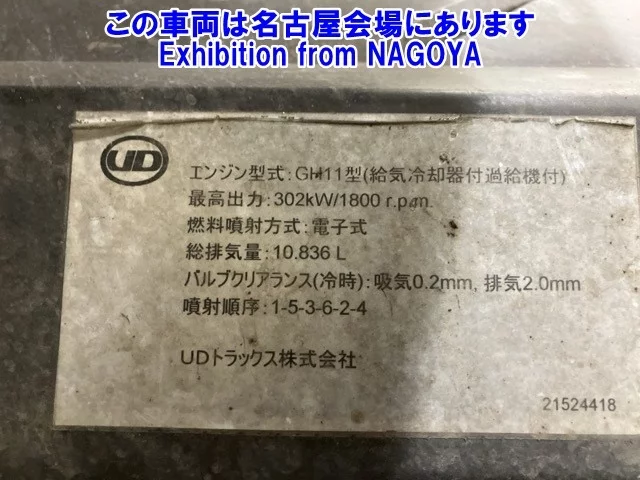 この車両は名古屋会場にあります
Exhibition from NAGOYA
UD
エンジン型式:GH11型(給気冷却器付過給機付)
最高出力:302kW/1800 r.p.m.
燃料噴射方式:電子式
総排気量:10.836 L
バルブクリアランス(冷時):吸気0.2mm, 排気2.0mm
噴射順序:1-5-3-6-2-4
UDトラックス株式会社
21524418